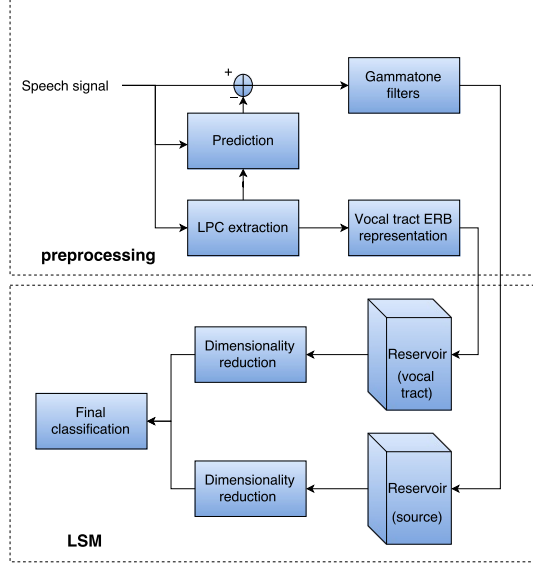 +
Speech signal
−
Gammatone
filters
Prediction
LPC extraction
Vocal tract ERB
representation
preprocessing
Dimensionality
reduction
Reservoir
(vocal
tract)
Final
classification
Dimensionality
reduction
Reservoir
(source)
LSM